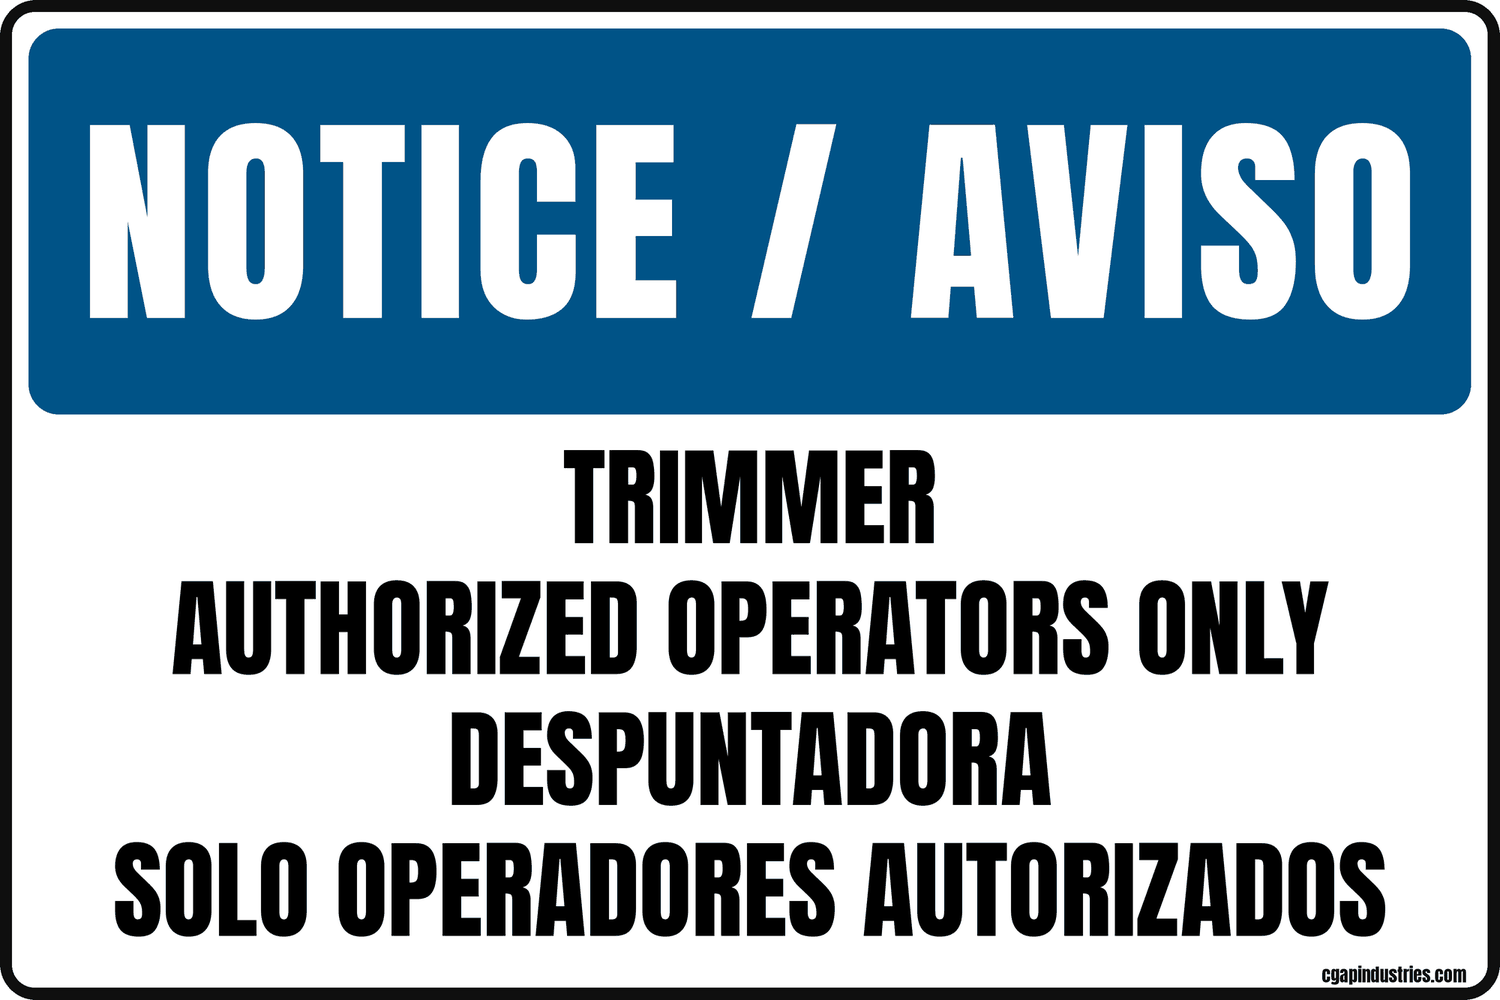 NOTICE / AVISO
TRIMMER
AUTHORIZED OPERATORS ONLY
DESPUNTADORA
SOLO OPERADORES AUTORIZADOS
cgapindustries.com